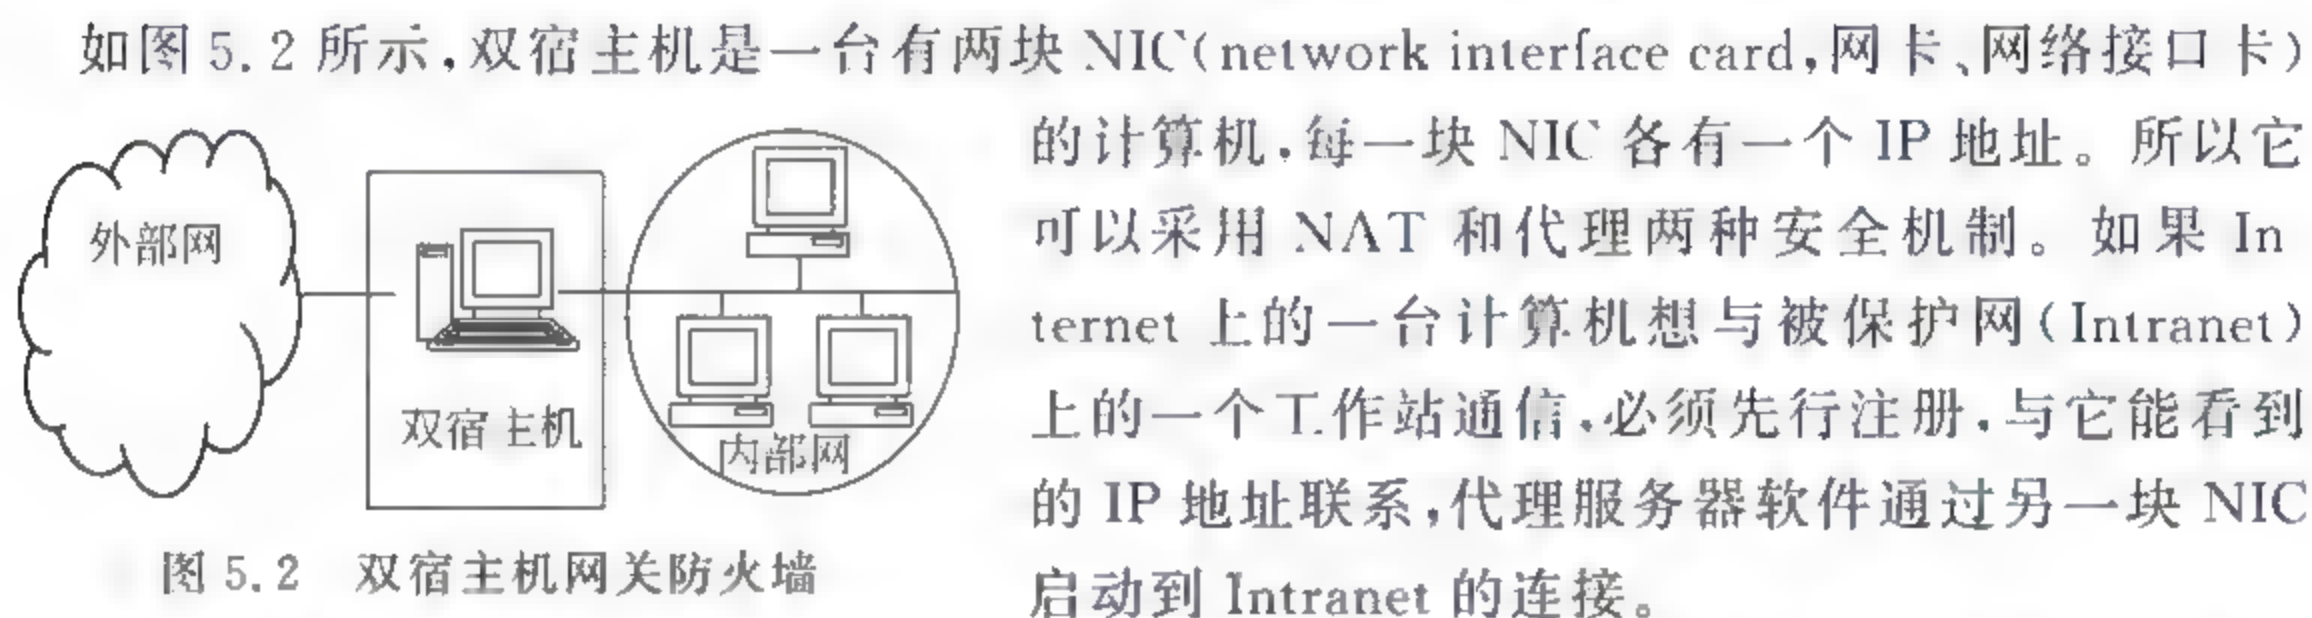 如图 5.2 所示,双宿主机是一台有两块 NIC(network interface card,网卡、网络接口卡)
的计算机,每一块 NIC 各有一个 IP 地址。所以它
可以采用 NAT 和代理两种安全机制。如果 In
ternet 上的一台计算机想与被保护网(Intranet)
上的一个工作站通信,必须先行注册,与它能看到
的 IP 地址联系,代理服务器软件通过另一块 NIC
启动到 Intranet 的连接。
外部网
双宿主机
内部网
图 5.2 双宿主机网关防火墙